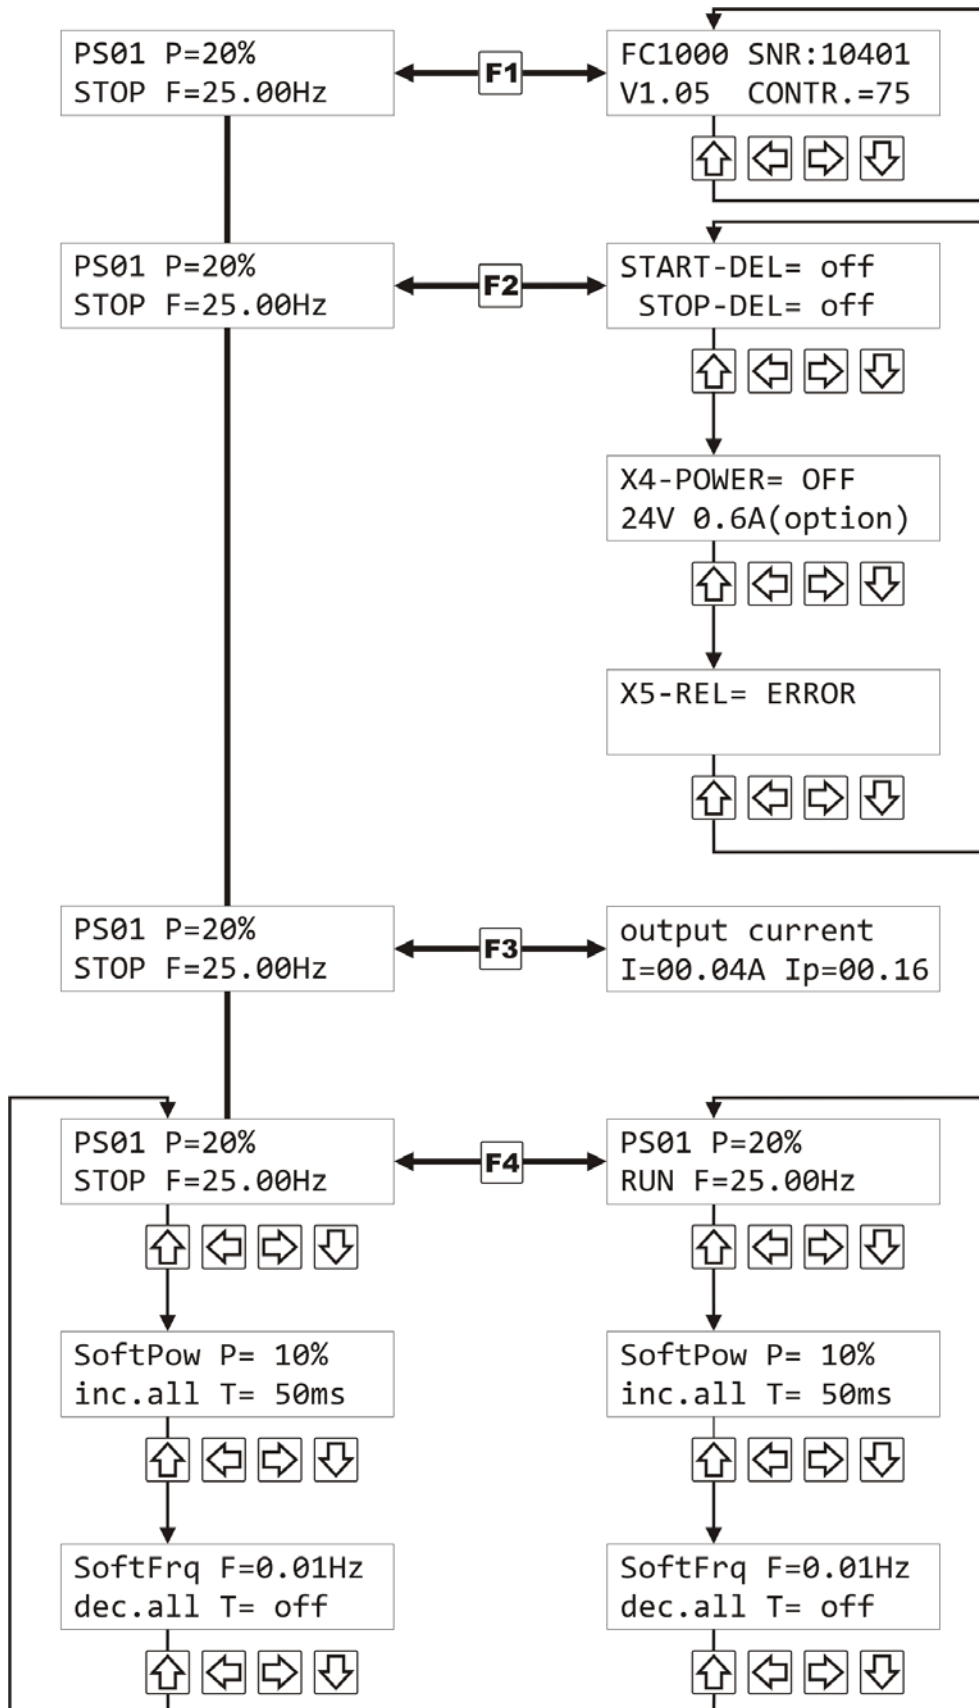 PS01 P=20%
STOP F=25.00Hz
F1
FC1000 SNR:10401
V1.05  CONTR.=75
PS01 P=20%
STOP F=25.00Hz
F2
START-DEL= off
STOP-DEL= off
X4-POWER= OFF
24V 0.6A(option)
X5-REL= ERROR
PS01 P=20%
STOP F=25.00Hz
F3
output current
I=00.04A Ip=00.16
PS01 P=20%
STOP F=25.00Hz
F4
PS01 P=20%
RUN F=25.00Hz
SoftPow P= 10%
inc.all T= 50ms
SoftPow P= 10%
inc.all T= 50ms
SoftFrq F=0.01Hz
dec.all T= off
SoftFrq F=0.01Hz
dec.all T= off